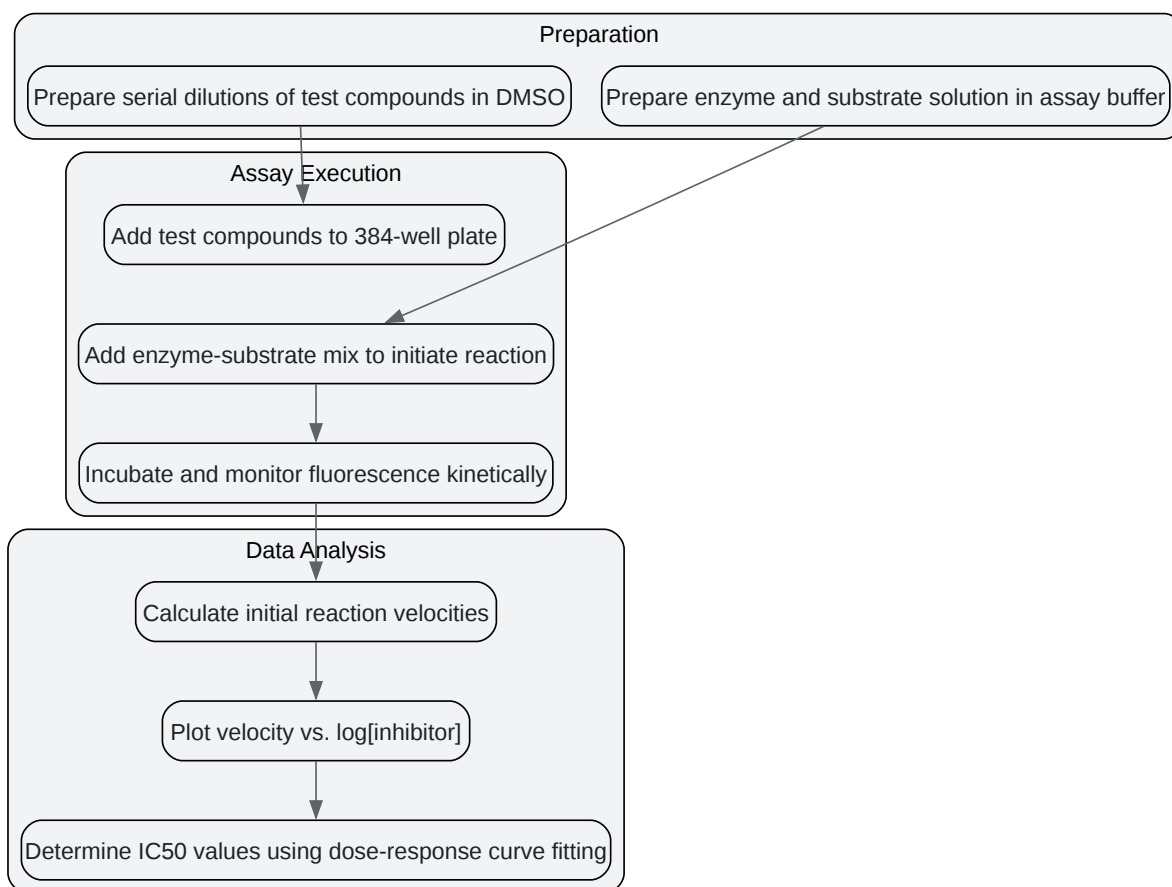 Preparation
Prepare serial dilutions of test compounds in DMSO
Prepare enzyme and substrate solution in assay buffer
Assay Execution
Add test compounds to 384-well plate
Add enzyme-substrate mix to initiate reaction
Incubate and monitor fluorescence kinetically
Data Analysis
Calculate initial reaction velocities
Plot velocity vs. log[inhibitor]
Determine IC50 values using dose-response curve fitting